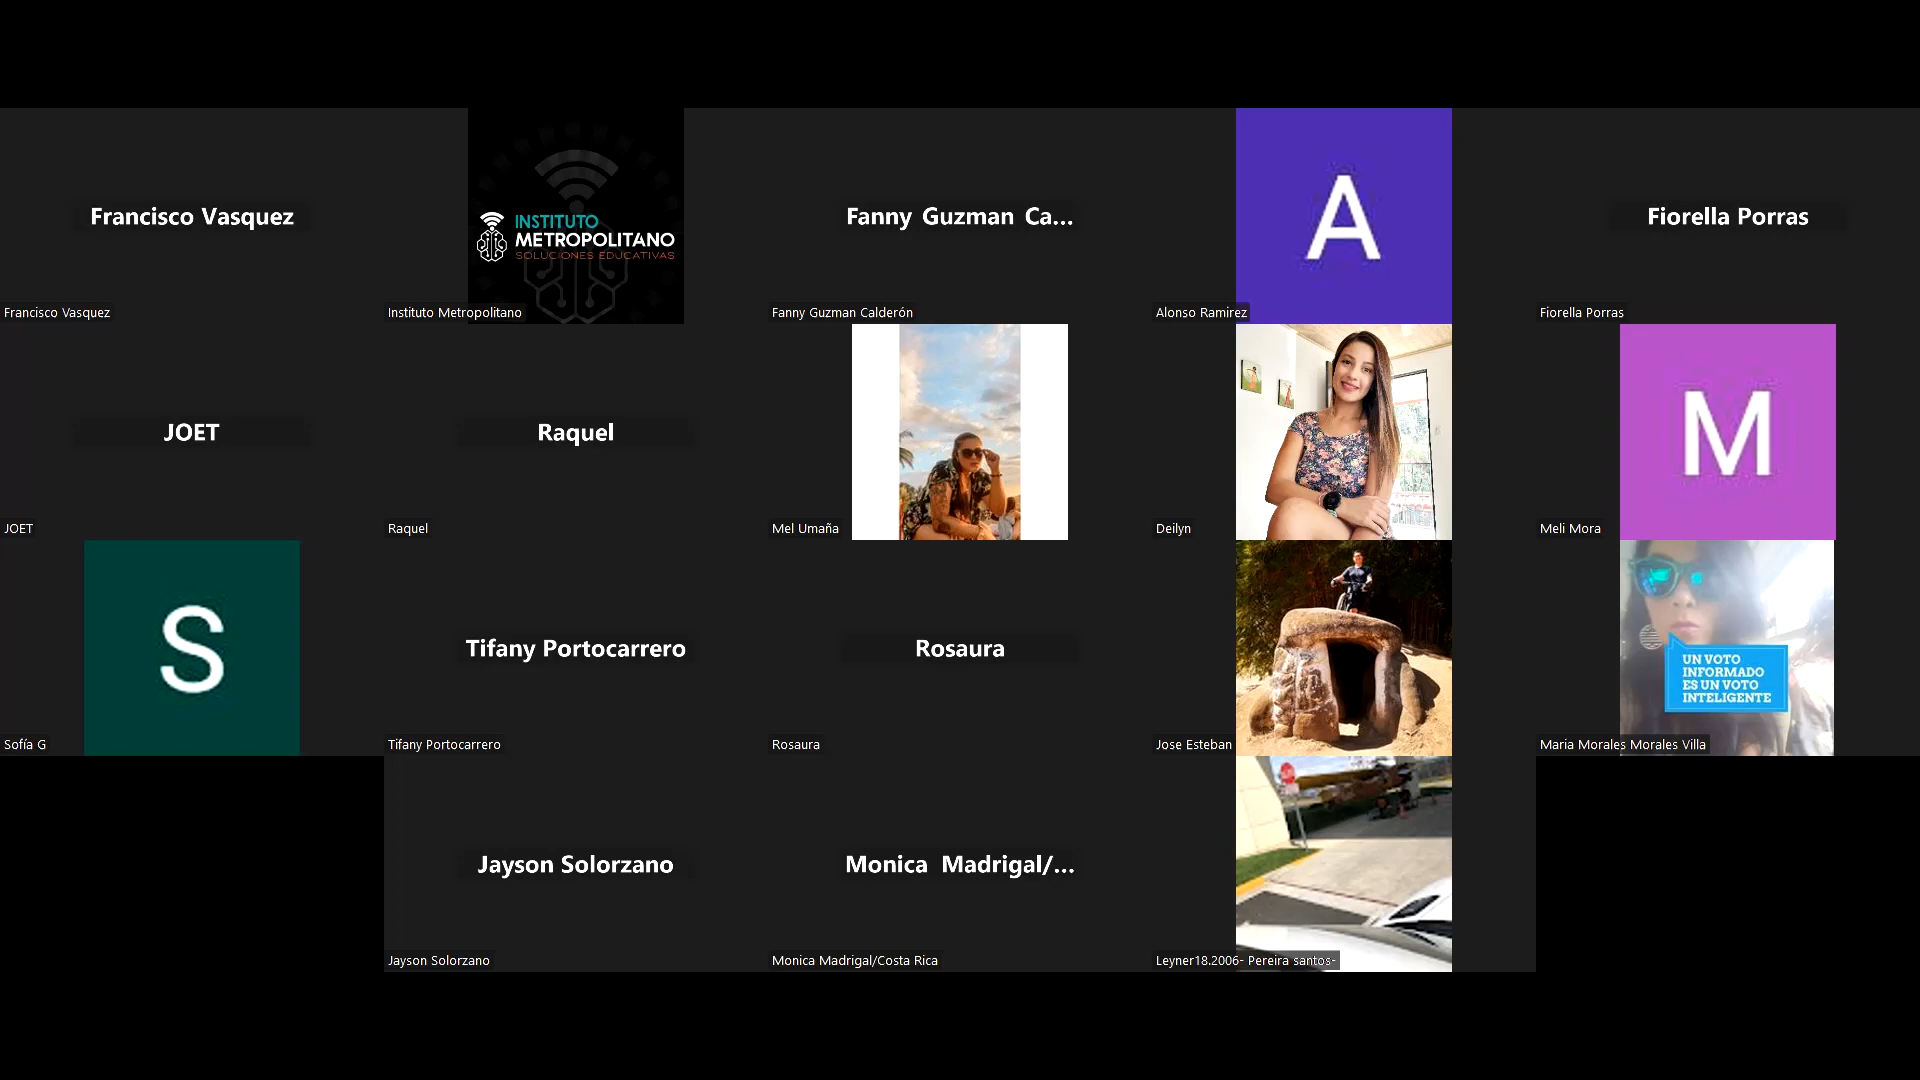 Francisco Vasquez
Francisco Vasquez
INSTITUTO
METROPOLITANO
SOLUCIONES EDUCATIVAS
Instituto Metropolitano
Fanny Guzman Ca...
Fanny Guzman Calderón
A
Alonso Ramirez
Fiorella Porras
Fiorella Porras
JOET
JOET
Raquel
Raquel
Mel Umaña
Deilyn
M
Meli Mora
S
Sofía G
Tifany Portocarrero
Tifany Portocarrero
Rosaura
Rosaura
Jose Esteban
UN VOTO
INFORMADO
ES UN VOTO
INTELIGENTE
Maria Morales Morales Villa
Jayson Solorzano
Jayson Solorzano
Monica Madrigal/...
Monica Madrigal/Costa Rica
Leyner18.2006- Pereira santos-